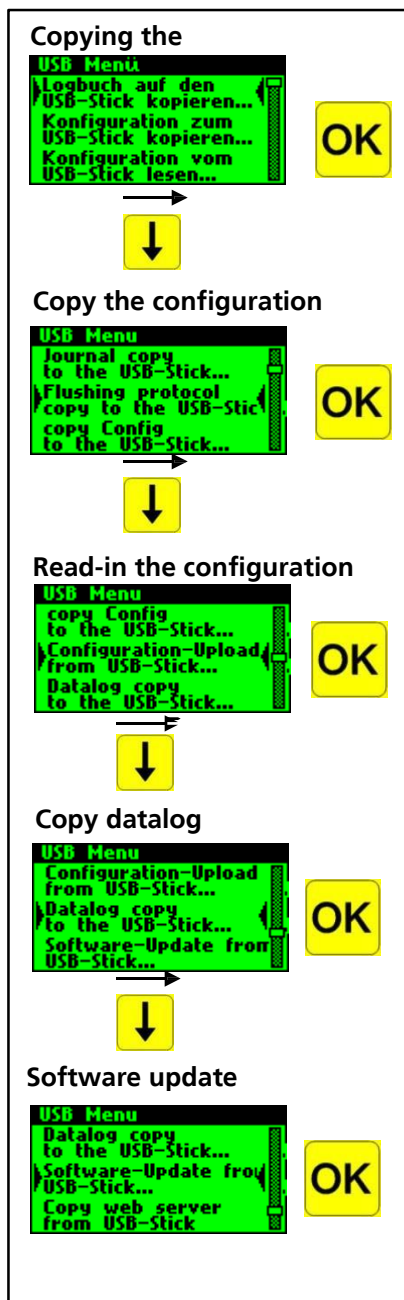 Copying the
USB Menü
Logbuch auf den
USB-Stick kopieren...
Konfiguration zum
USB-Stick kopieren...
Konfiguration vom
USB-Stick lesen...
OK
Copy the configuration
USB Menu
Journal copy
to the USB-Stick...
Flushing protocol
copy to the USB-Stic
copy Config
to the USB-Stick...
OK
Read-in the configuration
USB Menu
copy Config
to the USB-Stick...
Configuration-Upload
from USB-Stick...
Datalog copy
to the USB-Stick...
OK
Copy datalog
USB Menu
Configuration-Upload
from USB-Stick...
Datalog copy
to the USB-Stick...
Software-Update from
USB-Stick...
OK
Software update
USB Menu
Datalog copy
to the USB-Stick...
Software-Update from
USB-Stick...
Copy web server
from USB-Stick
OK